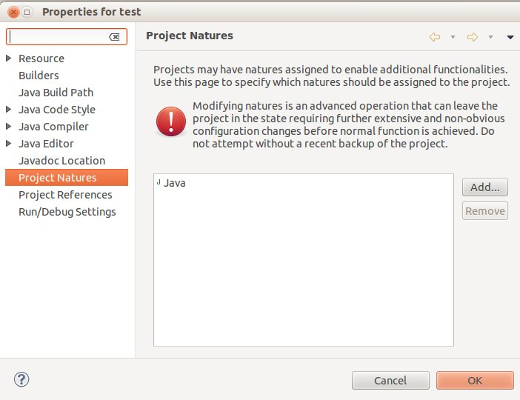 Properties for test
Project Natures
Resource
Builders
Java Build Path
Java Code Style
Java Compiler
Java Editor
Javadoc Location
Project Natures
Project References
Run/Debug Settings
Projects may have natures assigned to enable additional functionalities.
Use this page to specify which natures should be assigned to the project.
Modifying natures is an advanced operation that can leave the
project in the state requiring further extensive and non-obvious
configuration changes before normal function is achieved. Do
not attempt without a recent backup of the project.
Java
Add...
Remove
Cancel
OK